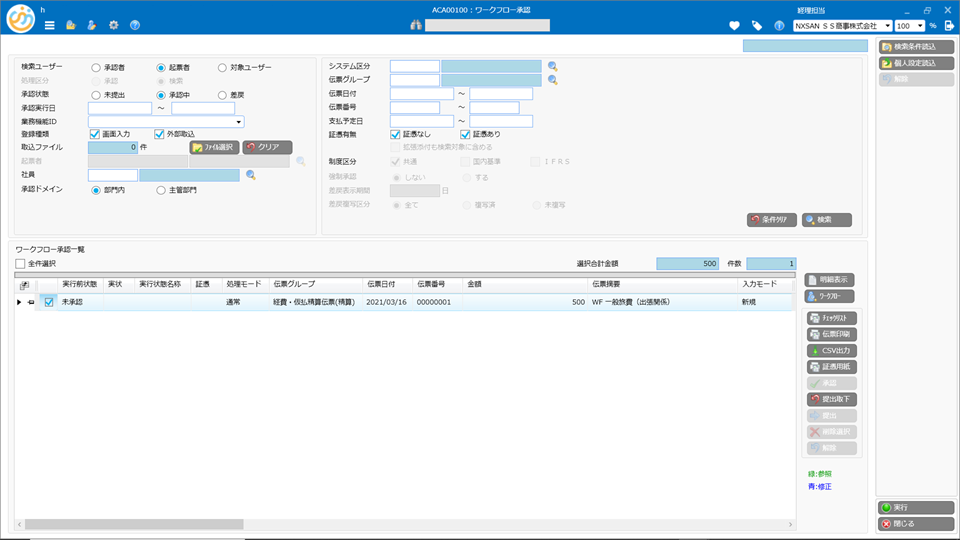 h
ACA00100：ワークフロー承認
経理担当
NXSAN ＳＳ商事株式会社
100
%
検索条件読込
個人設定読込
解除
検索ユーザー 承認者 起票者 対象ユーザー
処理区分 承認 検索
承認状態 未提出 承認中 差戻
承認実行日 ～
業務機能ID
登録種類 画面入力 外部取込
取込ファイル 0 件 ﾌｧｲﾙ選択 クリア
起票者
社員
承認ドメイン 部門内 主管部門
システム区分
伝票グループ
伝票日付 ～
伝票番号 ～
支払予定日 ～
証憑有無 証憑なし 証憑あり
拡張添付も検索対象に含める
制度区分 共通 国内基準 ＩＦＲＳ
強制承認 しない する
差戻表示期間 日
差戻複写区分 全て 複写済 未複写
条件ｸﾘｱ 検索
ワークフロー承認一覧
全件選択 選択合計金額 500 件数 1
実行前状態 実状 実行状態名称 証憑 処理モード 伝票グループ 伝票日付 伝票番号 金額 伝票摘要 入力モード
未承認 通常 経費・仮払精算伝票(精算) 2021/03/16 00000001 500 WF 一般旅費（出張関係） 新規
明細表示
ﾜｰｸﾌﾛｰ
ﾁｪｯｸﾘｽﾄ
伝票印刷
CSV出力
証憑用紙
承認
提出取下
提出
削除選択
解除
緑:参照
青:修正
実行
閉じる